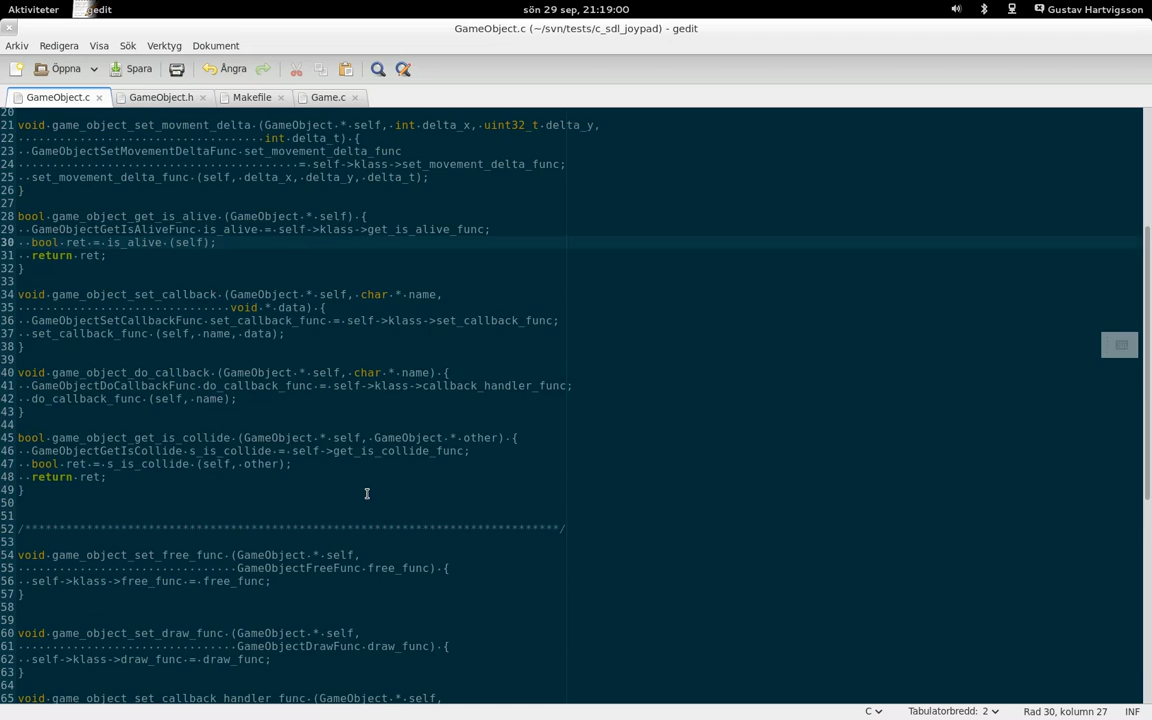 Aktiviteter gedit sön 29 sep, 21:19:00 Gustav Hartvigsson
GameObject.c (~/svn/tests/c_sdl_joypad) - gedit
Arkiv Redigera Visa Sök Verktyg Dokument
Öppna Spara Ångra
GameObject.c GameObject.h Makefile Game.c
20
21 void·game_object_set_movment_delta·(GameObject·*·self,·int·delta_x,·uint32_t·delta_y,
22 ····································int·delta_t)·{
23 ··GameObjectSetMovementDeltaFunc·set_movement_delta_func
24 ·········································=·self->klass->set_movement_delta_func;
25 ··set_movement_delta_func·(self,·delta_x,·delta_y,·delta_t);
26 }
27
28 bool·game_object_get_is_alive·(GameObject·*·self)·{
29 ··GameObjectGetIsAliveFunc·is_alive·=·self->klass->get_is_alive_func;
30 ··bool·ret·=·is_alive·(self);
31 ··return·ret;
32 }
33
34 void·game_object_set_callback·(GameObject·*·self,·char·*·name,
35 ·······························void·*·data)·{
36 ··GameObjectSetCallbackFunc·set_callback_func·=·self->klass->set_callback_func;
37 ··set_callback_func·(self,·name,·data);
38 }
39
40 void·game_object_do_callback·(GameObject·*·self,·char·*·name)·{
41 ··GameObjectDoCallbackFunc·do_callback_func·=·self->klass->callback_handler_func;
42 ··do_callback_func·(self,·name);
43 }
44
45 bool·game_object_get_is_collide·(GameObject·*·self,·GameObject·*·other)·{
46 ··GameObjectGetIsCollide·s_is_collide·=·self->get_is_collide_func;
47 ··bool·ret·=·s_is_collide·(self,·other);
48 ··return·ret;
49 }
50
51
52 /******************************************************************************/
53
54 void·game_object_set_free_func·(GameObject·*·self,
55 ································GameObjectFreeFunc·free_func)·{
56 ··self->klass->free_func·=·free_func;
57 }
58
59
60 void·game_object_set_draw_func·(GameObject·*·self,
61 ································GameObjectDrawFunc·draw_func)·{
62 ··self->klass->draw_func·=·draw_func;
63 }
64
65 void·game_object_set_callback_handler_func·(GameObject·*·self,
C Tabulatorbredd: 2 Rad 30, kolumn 27 INF